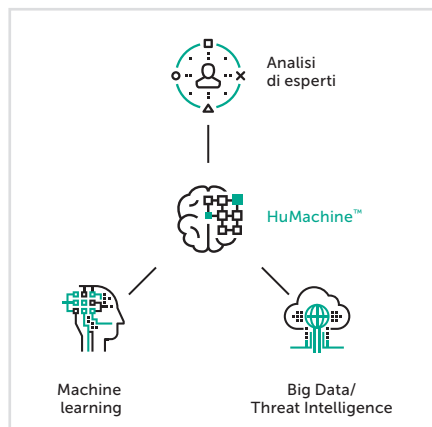 Analisi
di esperti
HuMachine™
Machine
learning
Big Data/
Threat Intelligence